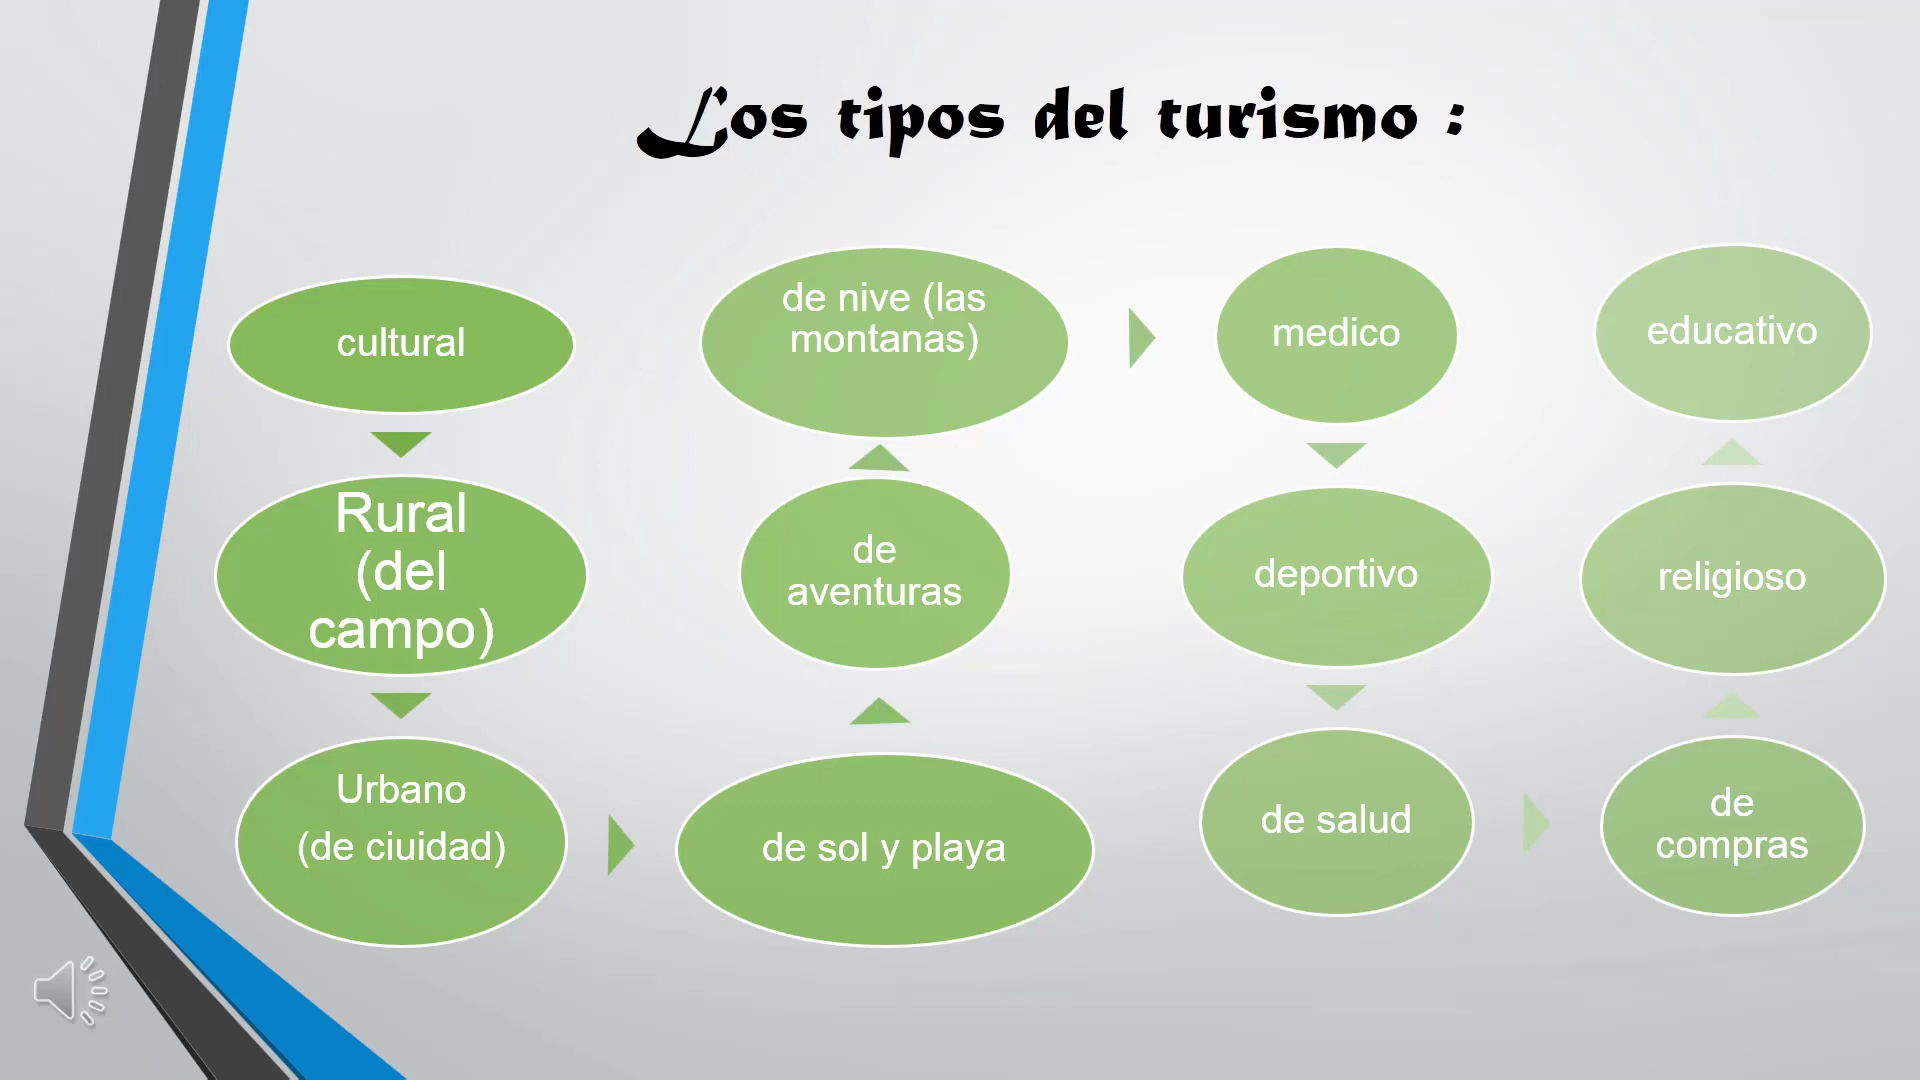 Los tipos del turismo :
cultural
Rural
(del
campo)
Urbano
(de ciuidad)
de sol y playa
de
aventuras
de nive (las
montanas)
medico
deportivo
de salud
de
compras
religioso
educativo